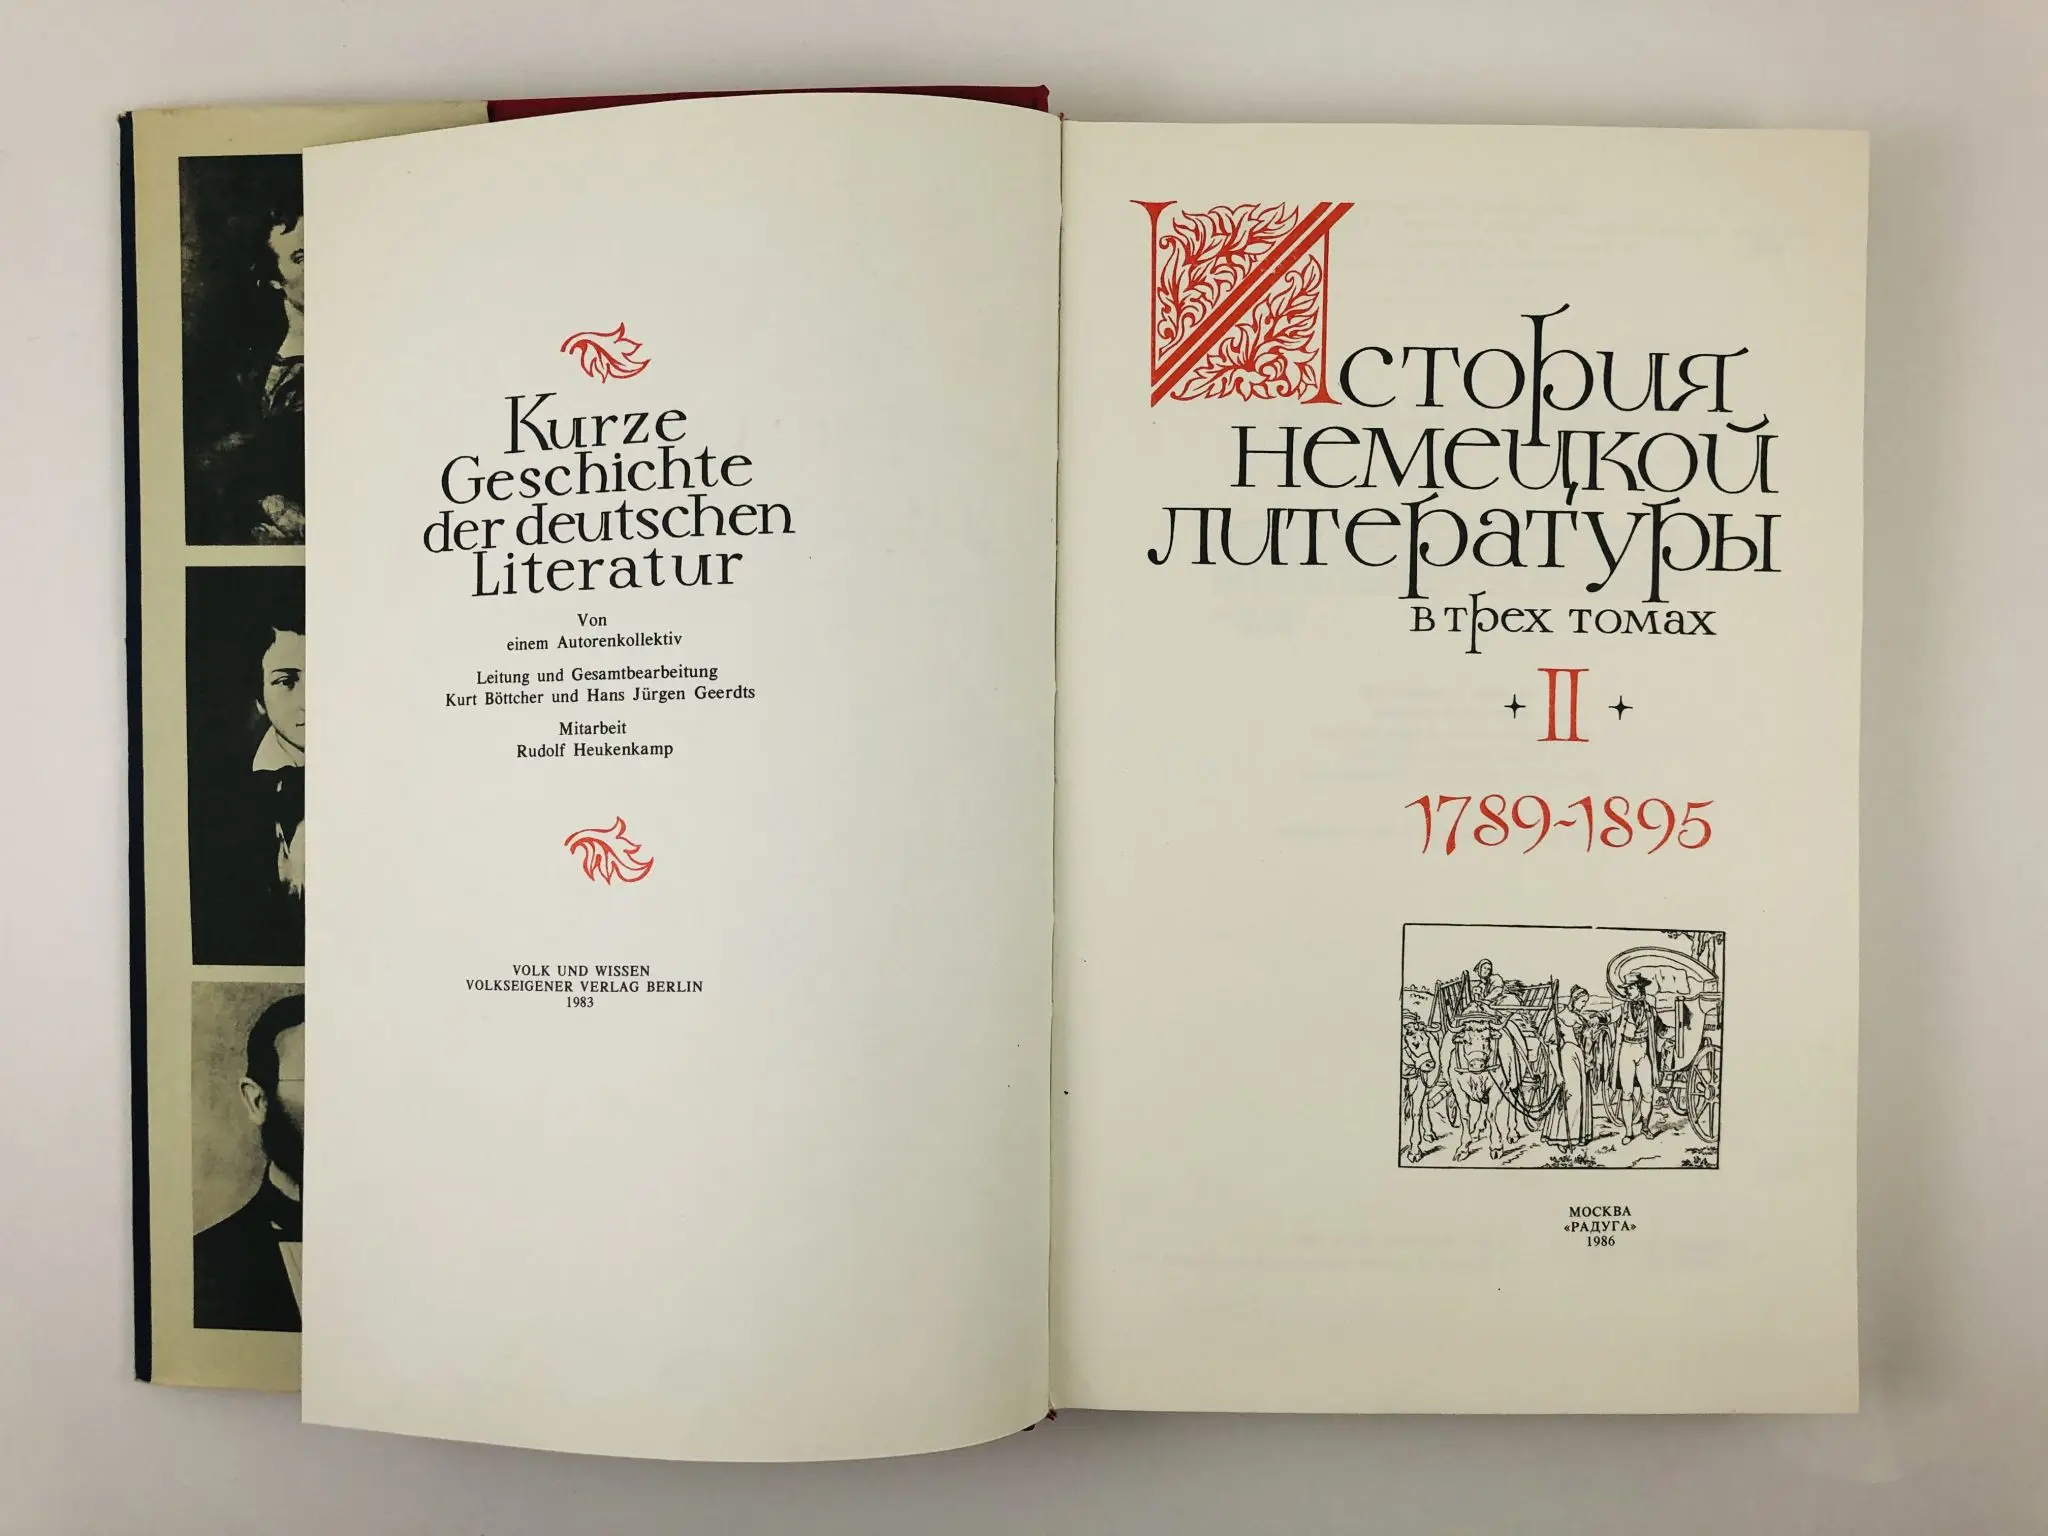 Kurze
Geschichte
der deutschen
Literatur
Von
einem Autorenkollektiv
Leitung und Gesamtbearbeitung
Kurt Böttcher und Hans Jürgen Geerdts
Mitarbeit
Rudolf Heukenkamp
VOLK UND WISSEN
VOLKSEIGENER VERLAG BERLIN
1983
История
немецкой
литературы
в трех томах
II
1789-1895
МОСКВА
«РАДУГА»
1986